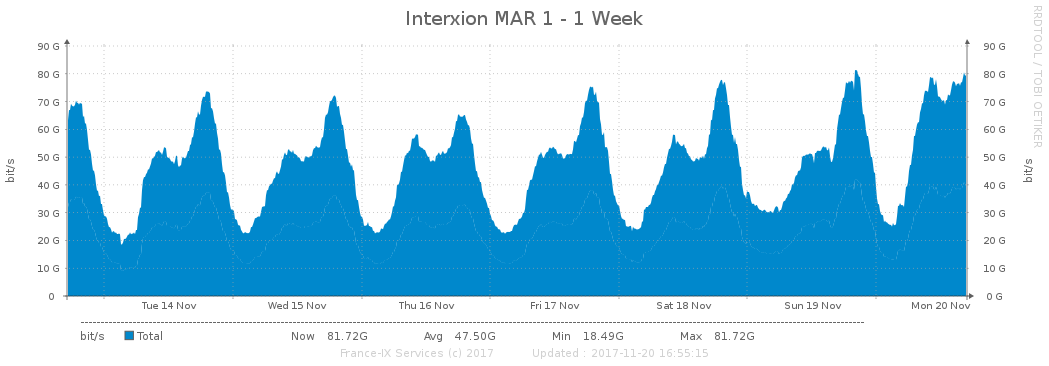 Interxion MAR 1 - 1 Week
RRDTOOL / TOBI OETIKER
90 G 90 G
80 G 80 G
70 G 70 G
60 G 60 G
50 G 50 G
40 G 40 G
30 G 30 G
20 G 20 G
10 G 10 G
0 0 G
bit/s
bit/s
Tue 14 Nov Wed 15 Nov Thu 16 Nov Fri 17 Nov Sat 18 Nov Sun 19 Nov Mon 20 Nov
bit/s Total Now 81.72G Avg 47.50G Min 18.49G Max 81.72G
France-IX Services (c) 2017 Updated : 2017-11-20 16:55:15